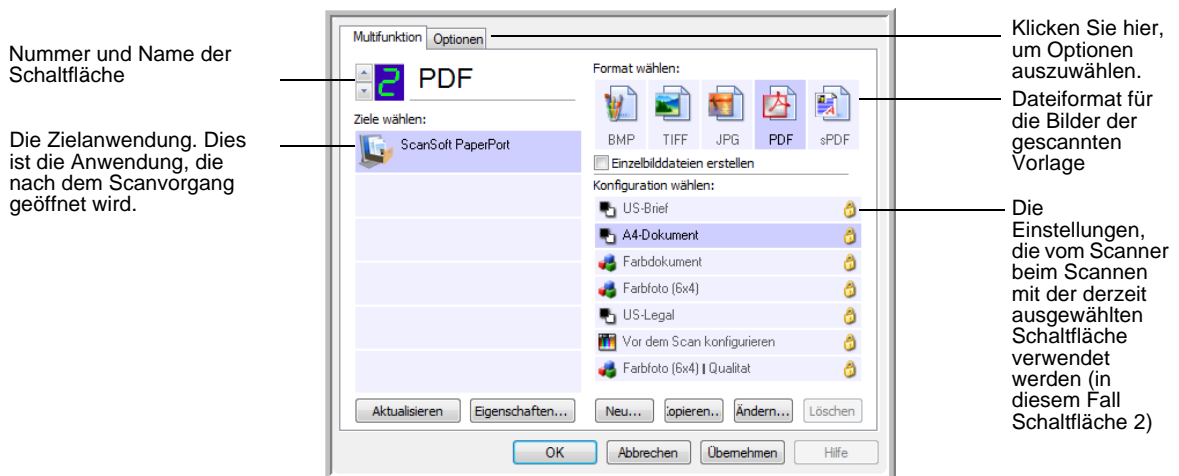 Nummer und Name der
Schaltfläche
Die Zielanwendung. Dies
ist die Anwendung, die
nach dem Scanvorgang
geöffnet wird.
Multifunktion
Optionen
2
PDF
Ziele wählen:
ScanSoft PaperPort
Aktualisieren
Eigenschaften...
Format wählen:
BMP
TIFF
JPG
PDF
sPDF
Einzelbilddateien erstellen
Konfiguration wählen:
US-Brief
A4-Dokument
Farbdokument
Farbfoto (6x4)
US-Legal
Vor dem Scan konfigurieren
Farbfoto (6x4) | Qualitat
Neu...
opieren..
Ändern...
Löschen
OK
Abbrechen
Übernehmen
Hilfe
Klicken Sie hier,
um Optionen
auszuwählen.
Dateiformat für
die Bilder der
gescannten
Vorlage
Die
Einstellungen,
die vom Scanner
beim Scannen
mit der derzeit
ausgewählten
Schaltfläche
verwendet
werden (in
diesem Fall
Schaltfläche 2)